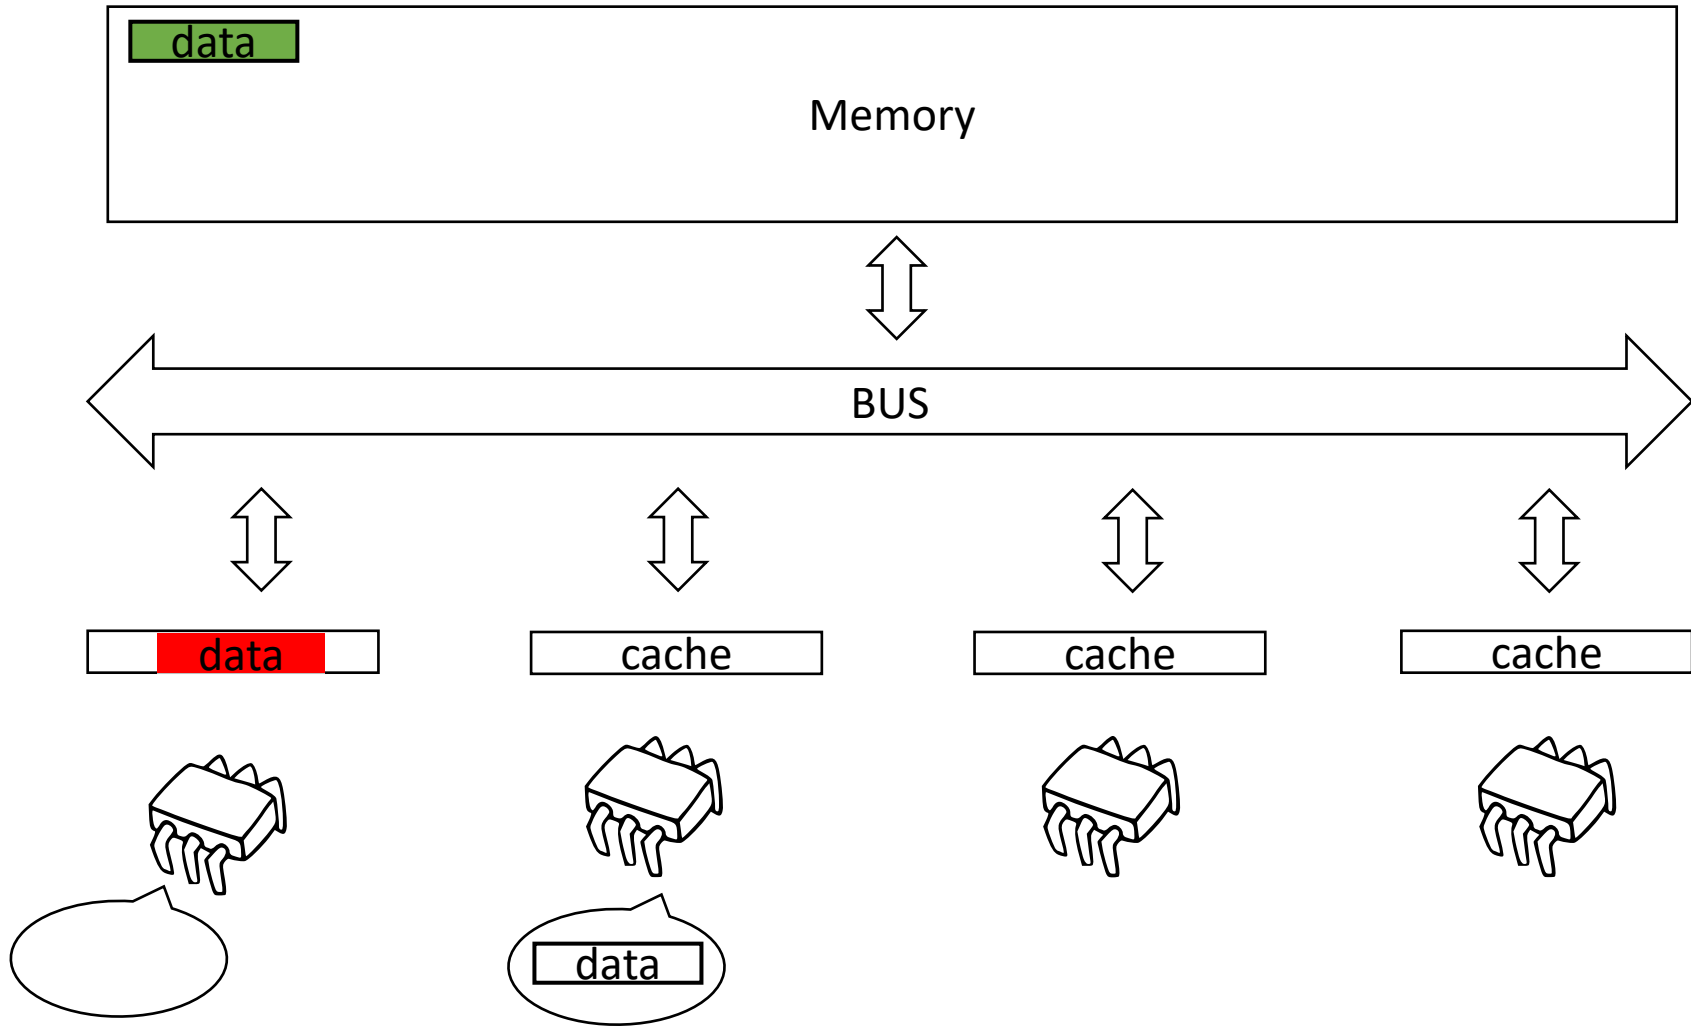 data
Memory
BUS
data
cache
cache
cache
data